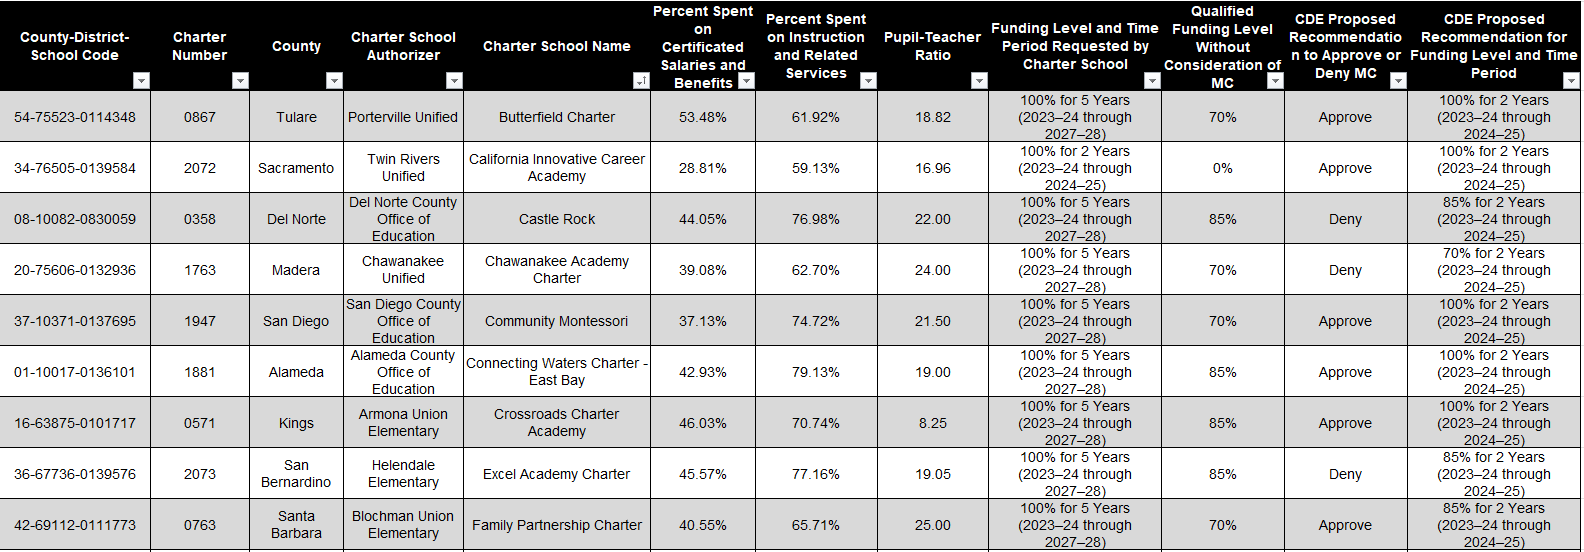 County-District-
School Code
Charter
Number
County
Charter School
Authorizer
Charter School Name
Percent Spent
on
Certificated
Salaries and
Benefits
Percent Spent
on Instruction
and Related
Services
Pupil-Teacher
Ratio
Funding Level and Time
Period Requested by
Charter School
Qualified
Funding Level
Without
Consideration of
MC
CDE Proposed
Recommendatio
n to Approve or
Deny MC
CDE Proposed
Recommendation for
Funding Level and Time
Period
54-75523-0114348
0867
Tulare
Porterville Unified
Butterfield Charter
53.48%
61.92%
18.82
100% for 5 Years
(2023–24 through
2027–28)
70%
Approve
100% for 2 Years
(2023–24 through
2024–25)
34-76505-0139584
2072
Sacramento
Twin Rivers
Unified
California Innovative Career
Academy
28.81%
59.13%
16.96
100% for 2 Years
(2023–24 through
2024–25)
0%
Approve
100% for 2 Years
(2023–24 through
2024–25)
08-10082-0830059
0358
Del Norte
Del Norte County
Office of
Education
Castle Rock
44.05%
76.98%
22.00
100% for 5 Years
(2023–24 through
2027–28)
85%
Deny
85% for 2 Years
(2023–24 through
2024–25)
20-75606-0132936
1763
Madera
Chawanakee
Unified
Chawanakee Academy
Charter
39.08%
62.70%
24.00
100% for 5 Years
(2023–24 through
2027–28)
70%
Deny
70% for 2 Years
(2023–24 through
2024–25)
37-10371-0137695
1947
San Diego
San Diego County
Office of
Education
Community Montessori
37.13%
74.72%
21.50
100% for 5 Years
(2023–24 through
2027–28)
70%
Approve
100% for 2 Years
(2023–24 through
2024–25)
01-10017-0136101
1881
Alameda
Alameda County
Office of
Education
Connecting Waters Charter -
East Bay
42.93%
79.13%
19.00
100% for 5 Years
(2023–24 through
2027–28)
85%
Approve
100% for 2 Years
(2023–24 through
2024–25)
16-63875-0101717
0571
Kings
Armona Union
Elementary
Crossroads Charter
Academy
46.03%
70.74%
8.25
100% for 5 Years
(2023–24 through
2027–28)
85%
Approve
100% for 2 Years
(2023–24 through
2024–25)
36-67736-0139576
2073
San
Bernardino
Helendale
Elementary
Excel Academy Charter
45.57%
77.16%
19.05
100% for 5 Years
(2023–24 through
2027–28)
85%
Deny
85% for 2 Years
(2023–24 through
2024–25)
42-69112-0111773
0763
Santa
Barbara
Blochman Union
Elementary
Family Partnership Charter
40.55%
65.71%
25.00
100% for 5 Years
(2023–24 through
2027–28)
70%
Approve
85% for 2 Years
(2023–24 through
2024–25)